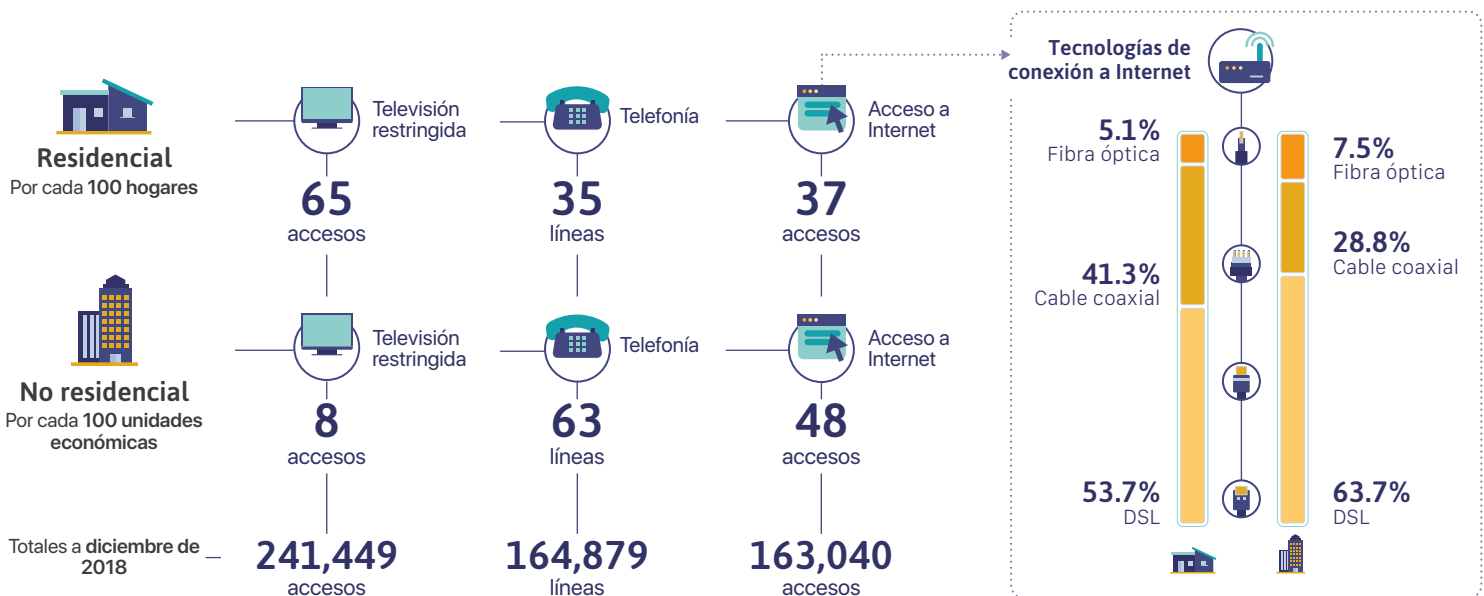 Residencial
Por cada 100 hogares
Televisión
restringida
65
accesos
Telefonía
35
líneas
Acceso a
Internet
37
accesos
No residencial
Por cada 100 unidades
económicas
Televisión
restringida
8
accesos
Telefonía
63
líneas
Acceso a
Internet
48
accesos
Totales a diciembre de
2018
241,449
accesos
164,879
líneas
163,040
accesos
Tecnologías de
conexión a Internet
5.1%
Fibra óptica
41.3%
Cable coaxial
53.7%
DSL
7.5%
Fibra óptica
28.8%
Cable coaxial
63.7%
DSL